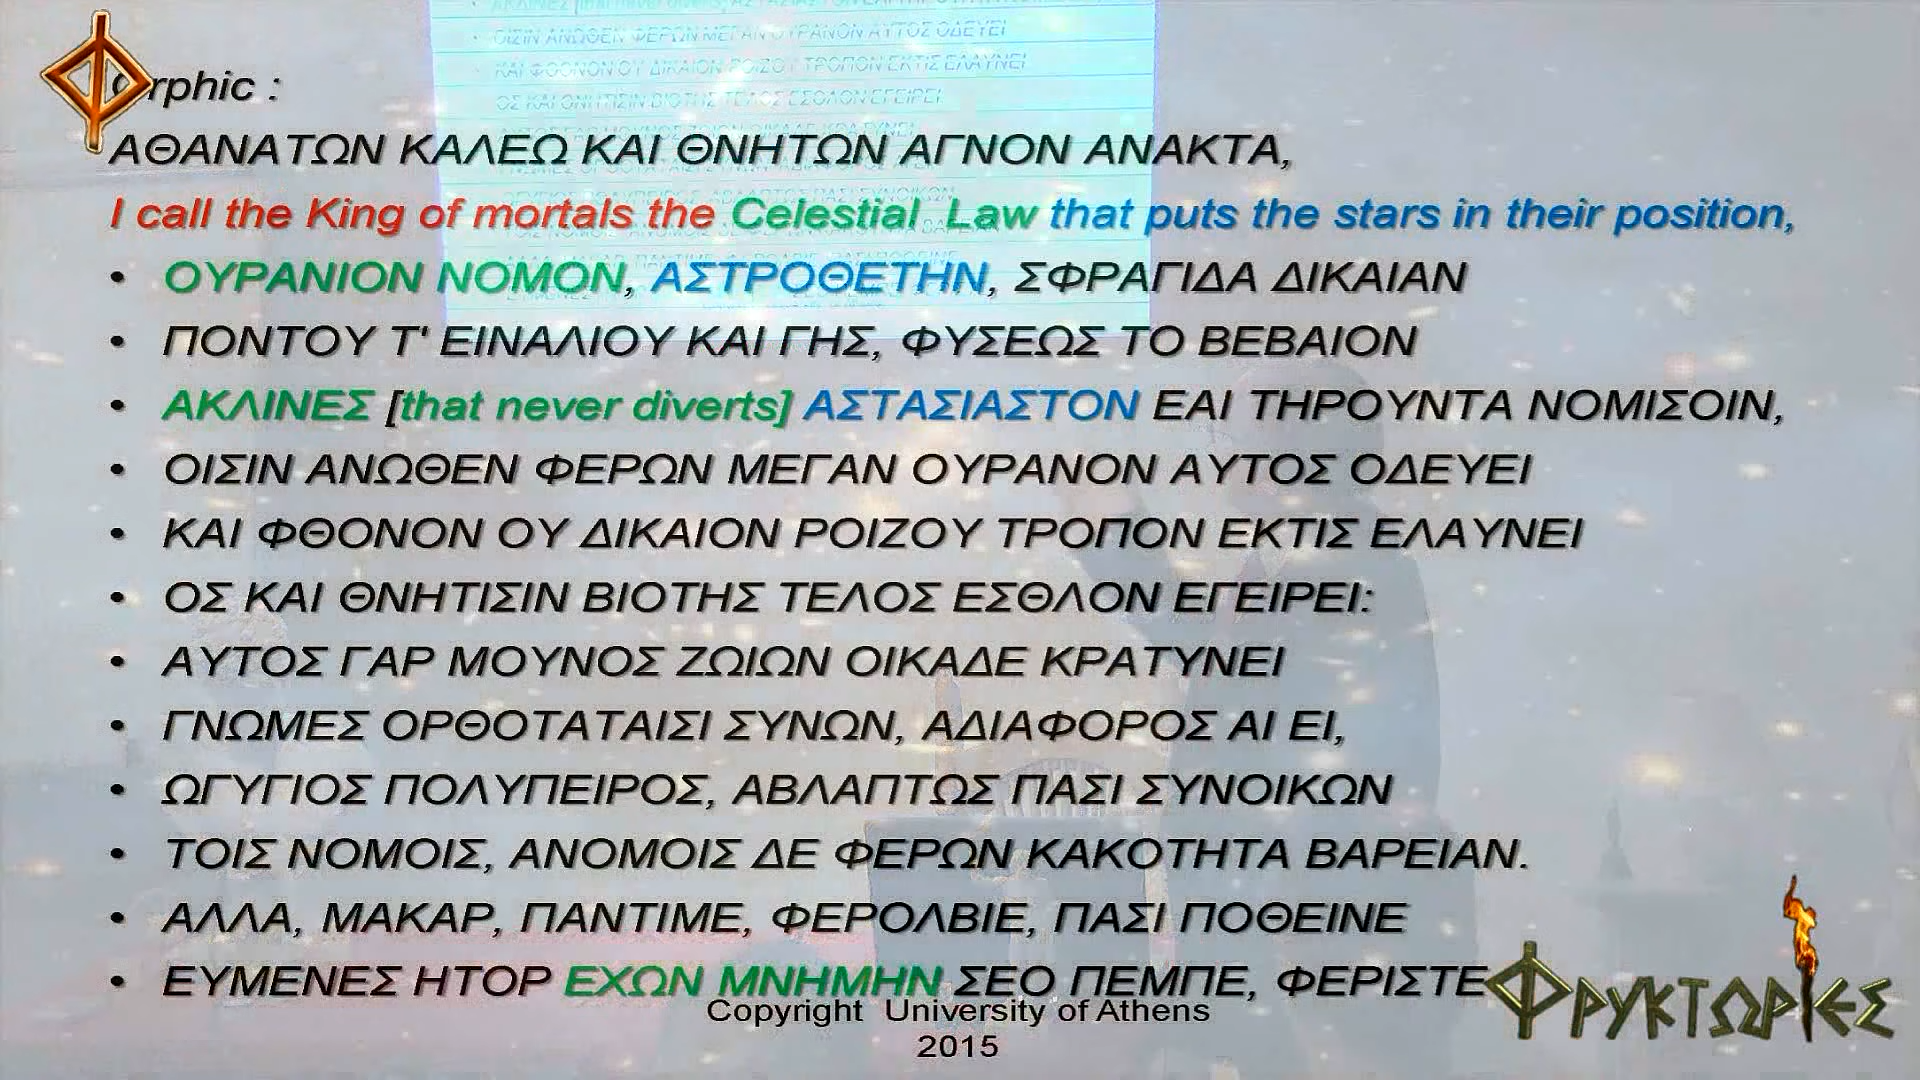 Orphic :
ΑΘΑΝΑΤΩΝ ΚΑΛΕΩ ΚΑΙ ΘΝΗΤΩΝ ΑΓΝΟΝ ΑΝΑΚΤΑ,
I call the King of mortals the Celestial Law that puts the stars in their position,
• ΟΥΡΑΝΙΟΝ ΝΟΜΟΝ, ΑΣΤΡΟΘΕΤΗΝ, ΣΦΡΑΓΙΔΑ ΔΙΚΑΙΑΝ
• ΠΟΝΤΟΥ Τ' ΕΙΝΑΛΙΟΥ ΚΑΙ ΓΗΣ, ΦΥΣΕΩΣ ΤΟ ΒΕΒΑΙΟΝ
• ΑΚΛΙΝΕΣ [that never diverts] ΑΣΤΑΣΙΑΣΤΟΝ ΕΑΙ ΤΗΡΟΥΝΤΑ ΝΟΜΙΣΟΙΝ,
• ΟΙΣΙΝ ΑΝΩΘΕΝ ΦΕΡΩΝ ΜΕΓΑΝ ΟΥΡΑΝΟΝ ΑΥΤΟΣ ΟΔΕΥΕΙ
• ΚΑΙ ΦΘΟΝΟΝ ΟΥ ΔΙΚΑΙΟΝ ΡΟΙΖΟΥ ΤΡΟΠΟΝ ΕΚΤΙΣ ΕΛΑΥΝΕΙ
• ΟΣ ΚΑΙ ΘΝΗΤΙΣΙΝ ΒΙΟΤΗΣ ΤΕΛΟΣ ΕΣΘΛΟΝ ΕΓΕΙΡΕΙ:
• ΑΥΤΟΣ ΓΑΡ ΜΟΥΝΟΣ ΖΩΙΩΝ ΟΙΚΑΔΕ ΚΡΑΤΥΝΕΙ
• ΓΝΩΜΕΣ ΟΡΘΟΤΑΤΑΙΣΙ ΣΥΝΩΝ, ΑΔΙΑΦΟΡΟΣ ΑΙ ΕΙ,
• ΩΓΥΓΙΟΣ ΠΟΛΥΠΕΙΡΟΣ, ΑΒΛΑΠΤΩΣ ΠΑΣΙ ΣΥΝΟΙΚΩΝ
• ΤΟΙΣ ΝΟΜΟΙΣ, ΑΝΟΜΟΙΣ ΔΕ ΦΕΡΩΝ ΚΑΚΟΤΗΤΑ ΒΑΡΕΙΑΝ.
• ΑΛΛΑ, ΜΑΚΑΡ, ΠΑΝΤΙΜΕ, ΦΕΡΟΛΒΙΕ, ΠΑΣΙ ΠΟΘΕΙΝΕ
• ΕΥΜΕΝΕΣ ΗΤΟΡ ΕΧΩΝ ΜΝΗΜΗΝ ΣΕΟ ΠΕΜΠΕ, ΦΕΡΙΣΤΕ
Copyright University of Athens
2015
ΦΡΥΚΤΩΡΙΕΣ